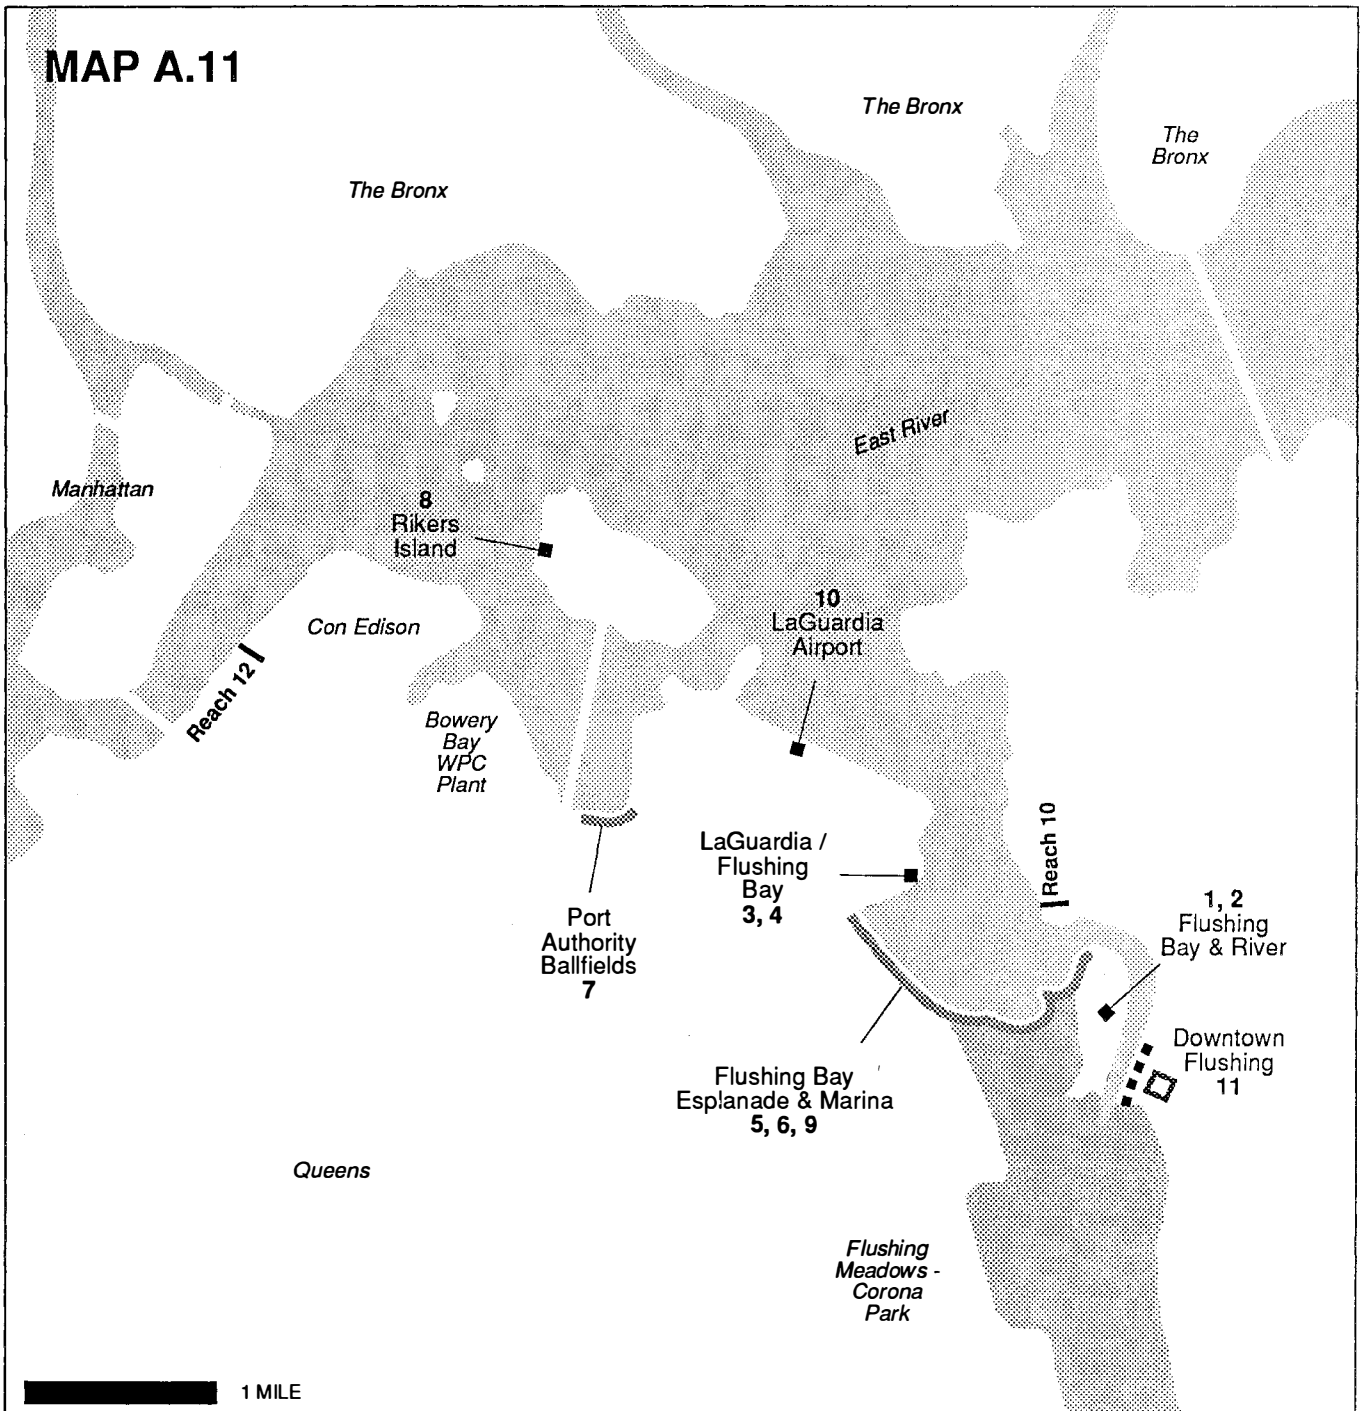 MAP A.11
The Bronx
The Bronx
The
Bronx
East River
Manhattan
8
Rikers
Island
Con Edison
10
LaGuardia
Airport
Reach 12
Bowery
Bay
WPC
Plant
LaGuardia /
Flushing
Bay
3, 4
Reach 10
1, 2
Flushing
Bay & River
Port
Authority
Ballfields
7
Downtown
Flushing
11
Flushing Bay
Esplanade & Marina
5, 6, 9
Queens
Flushing
Meadows -
Corona
Park
1 MILE